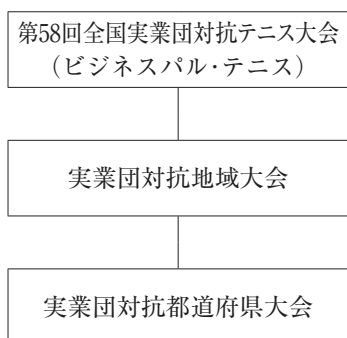 第58回全国実業団対抗テニス大会
（ビジネスパル・テニス）
実業団対抗地域大会
実業団対抗都道府県大会